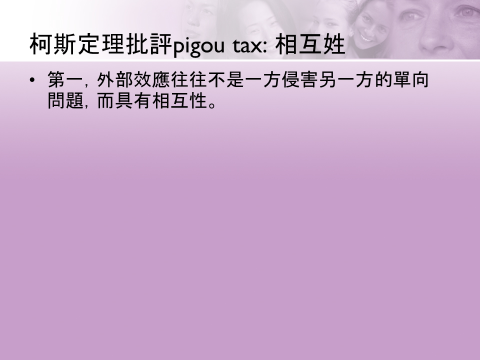 柯斯定理批評pigou tax: 相互姓
• 第一, 外部效應往往不是一方侵害另一方的單向
問題, 而具有相互性。